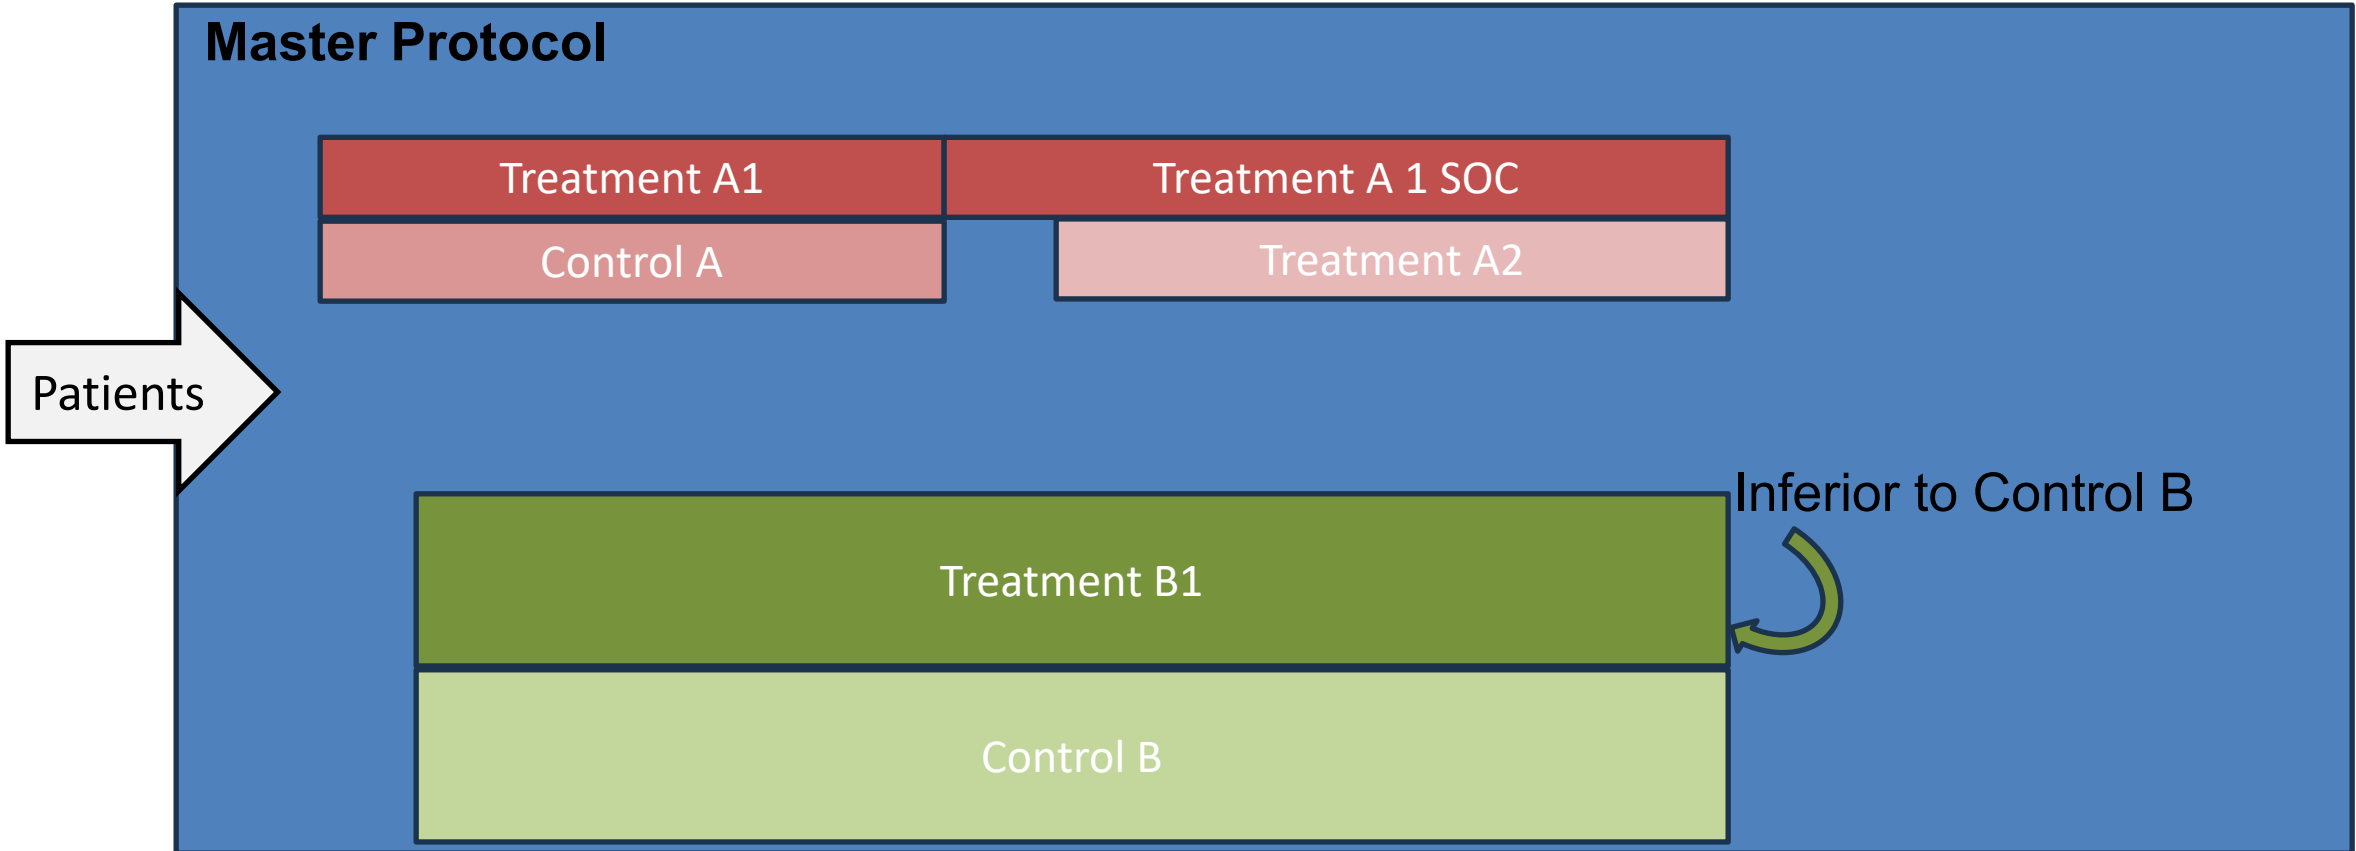 Master Protocol
Treatment A1
Treatment A 1 SOC
Control A
Treatment A2
Patients
Inferior to Control B
Treatment B1
Control B